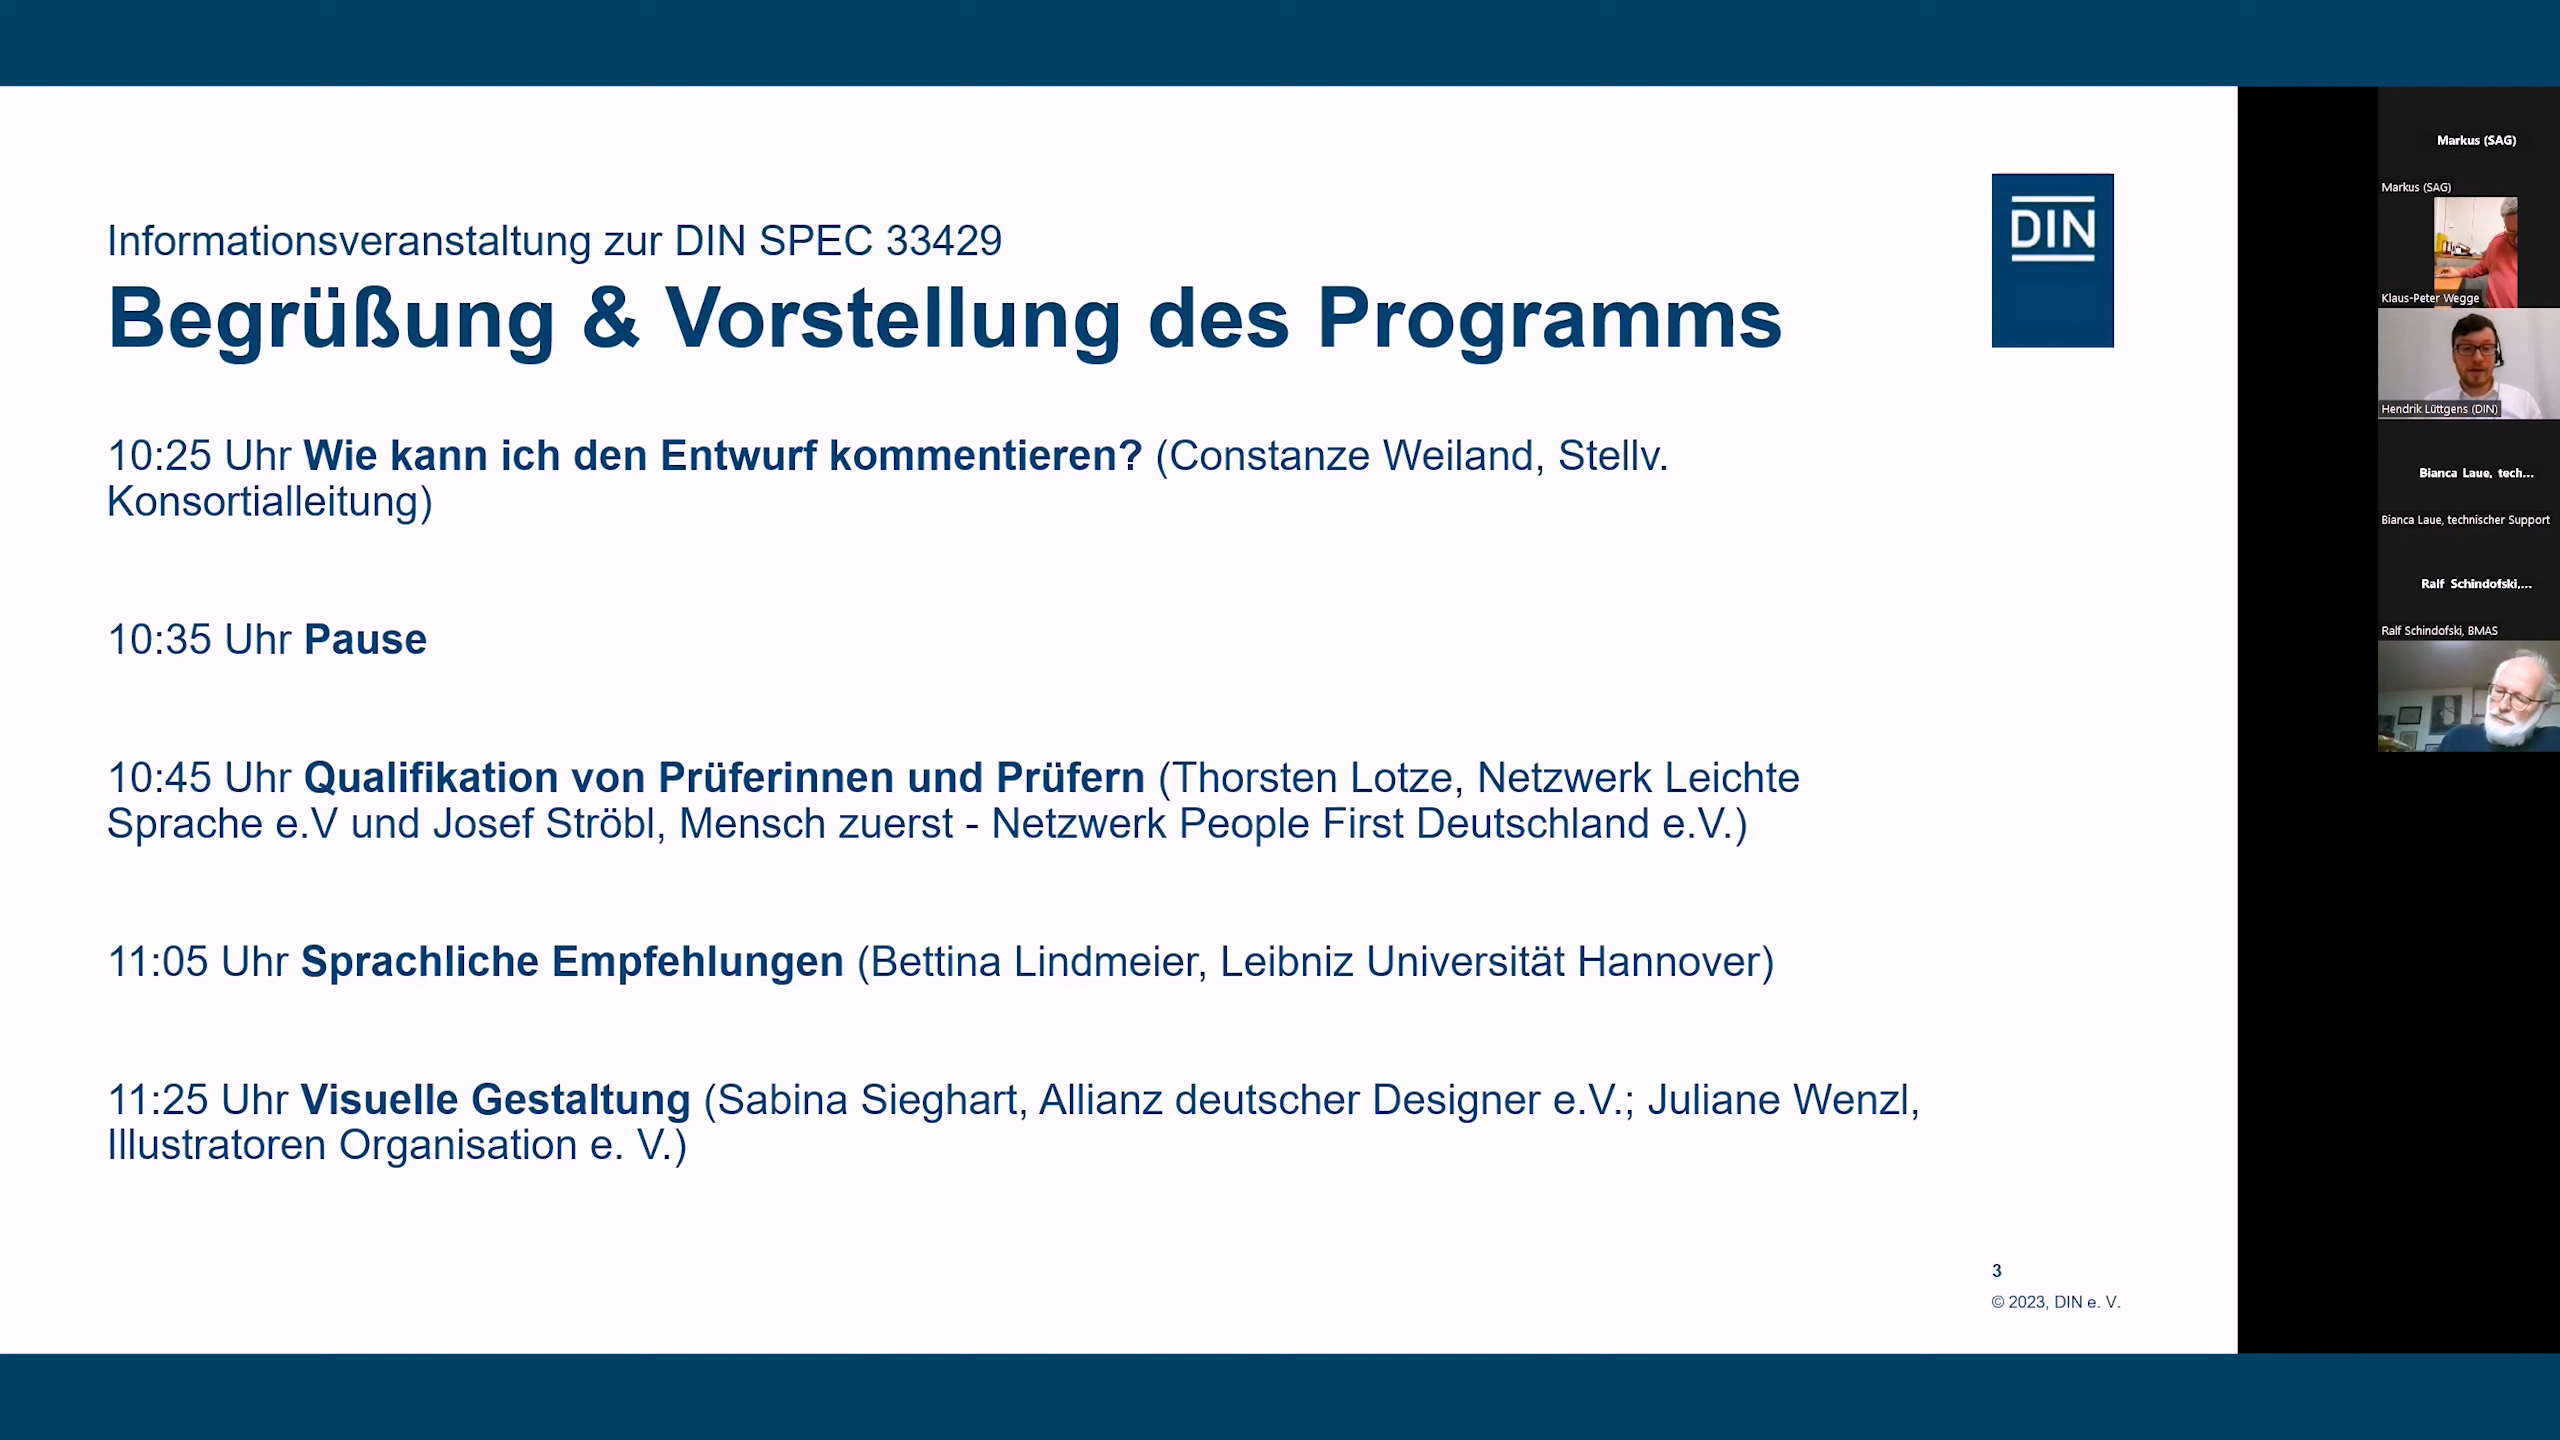 Informationsveranstaltung zur DIN SPEC 33429
Begrüßung & Vorstellung des Programms
DIN
10:25 Uhr Wie kann ich den Entwurf kommentieren? (Constanze Weiland, Stellv.
Konsortialleitung)
10:35 Uhr Pause
10:45 Uhr Qualifikation von Prüferinnen und Prüfern (Thorsten Lotze, Netzwerk Leichte
Sprache e.V und Josef Ströbl, Mensch zuerst - Netzwerk People First Deutschland e.V.)
11:05 Uhr Sprachliche Empfehlungen (Bettina Lindmeier, Leibniz Universität Hannover)
11:25 Uhr Visuelle Gestaltung (Sabina Sieghart, Allianz deutscher Designer e.V.; Juliane Wenzl,
Illustratoren Organisation e. V.)
3
© 2023, DIN e. V.
Markus (SAG)
Markus (SAG)
Klaus-Peter Wegge
Hendrik Lüttgens (DIN)
Bianca Laue, tech...
Bianca Laue, technischer Support
Ralf Schindofski,...
Ralf Schindofski, BMAS